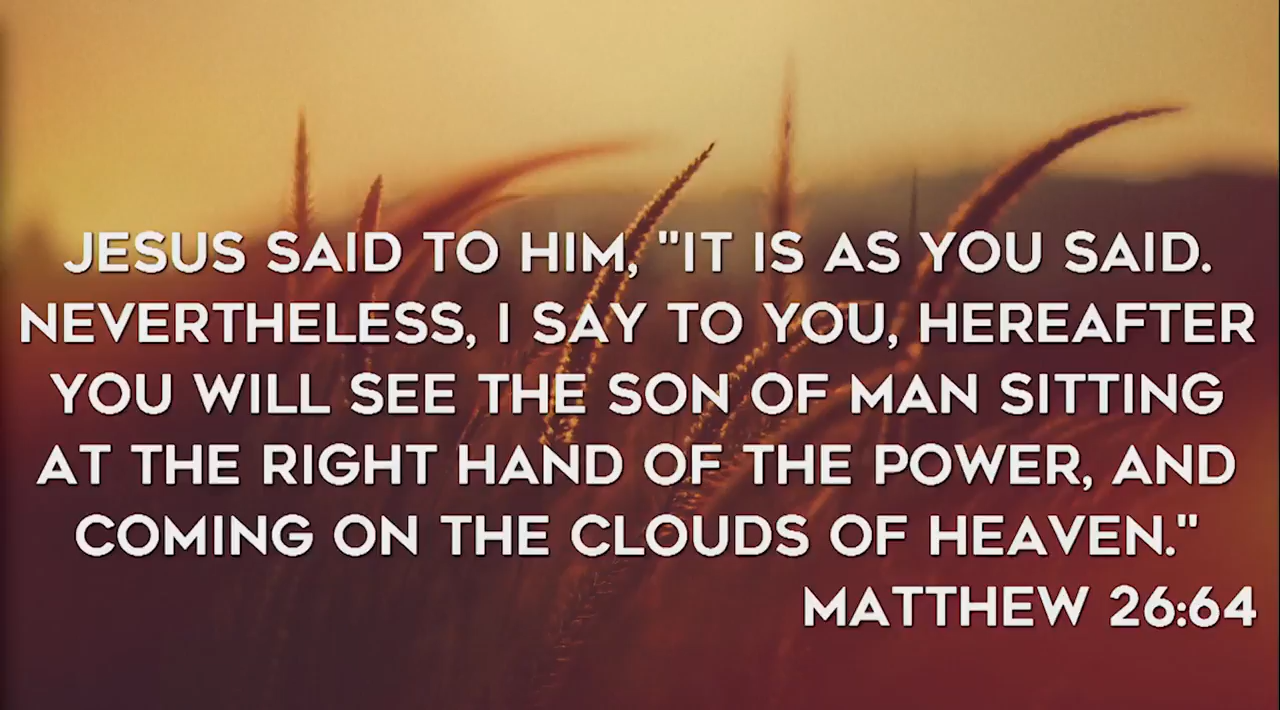 JESUS SAID TO HIM, "IT IS AS YOU SAID.
NEVERTHELESS, I SAY TO YOU, HEREAFTER
YOU WILL SEE THE SON OF MAN SITTING
AT THE RIGHT HAND OF THE POWER, AND
COMING ON THE CLOUDS OF HEAVEN."
MATTHEW 26:64